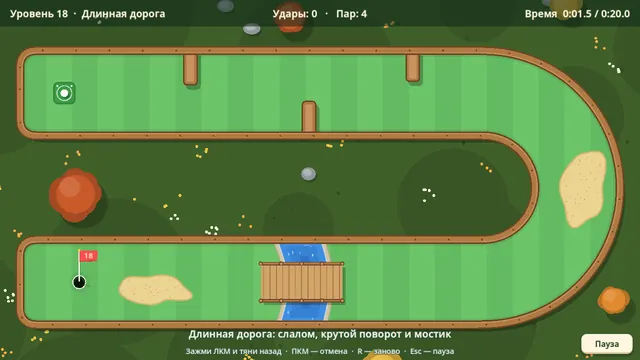 Уровень 18 · Длинная дорога
Удары: 0 · Пар: 4
Время 0:01.5 / 0:20.0
18
Длинная дорога: слалом, крутой поворот и мостик
Зажми ЛКМ и тяни назад · ПКМ — отмена · R — заново · Esc — пауза
Пауза